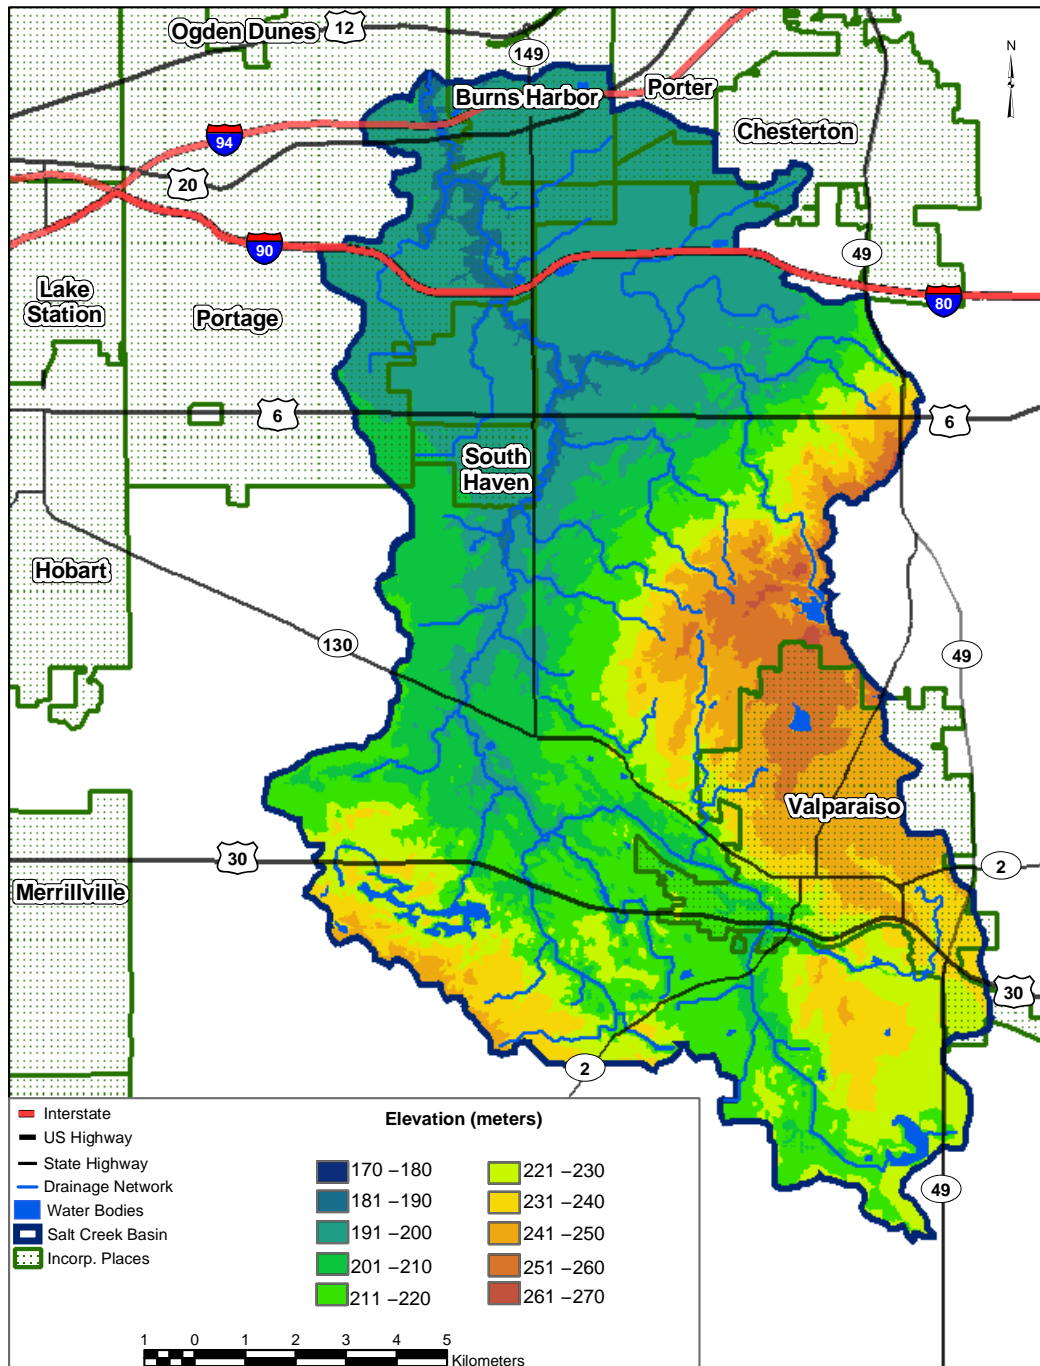 Ogden Dunes
12
149
N
Burns Harbor
Porter
Chesterton
94
20
90
49
80
Lake
Station
Portage
6
6
South
Haven
Hobart
130
49
Valparaiso
30
2
Merrillville
30
2
49
Interstate
US Highway
State Highway
Drainage Network
Water Bodies
Salt Creek Basin
Incorp. Places
Elevation (meters)
170 –180
181 –190
191 –200
201 –210
211 –220
221 –230
231 –240
241 –250
251 –260
261 –270
1 0 1 2 3 4 5
Kilometers